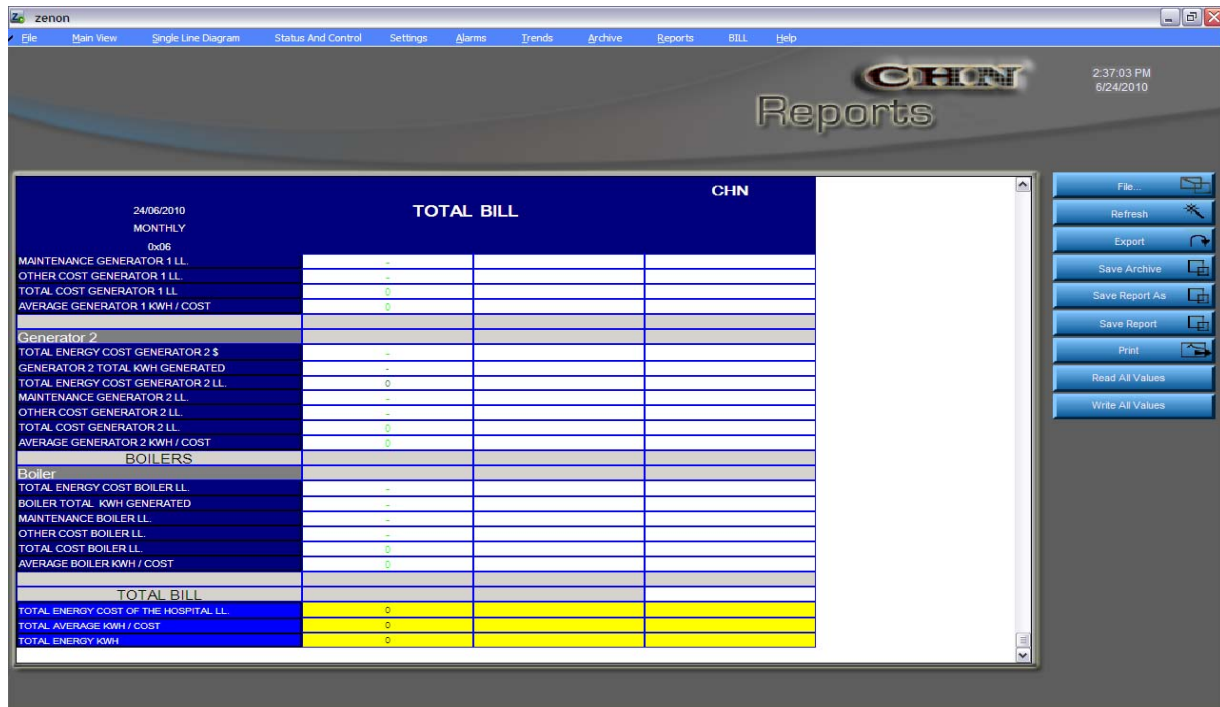 zenon
File Main View Single Line Diagram Status And Control Settings Alarms Trends Archive Reports BILL Help
CHN
Reports
2:37:03 PM
6/24/2010
CHN
24/06/2010
TOTAL BILL
MONTHLY
0x06
MAINTENANCE GENERATOR 1 LL. -
OTHER COST GENERATOR 1 LL. -
TOTAL COST GENERATOR 1 LL 0
AVERAGE GENERATOR 1 KWH / COST 0
Generator 2
TOTAL ENERGY COST GENERATOR 2 $ -
GENERATOR 2 TOTAL KWH GENERATED -
TOTAL ENERGY COST GENERATOR 2 LL. 0
MAINTENANCE GENERATOR 2 LL. -
OTHER COST GENERATOR 2 LL. -
TOTAL COST GENERATOR 2 LL. 0
AVERAGE GENERATOR 2 KWH / COST 0
BOILERS
Boiler
TOTAL ENERGY COST BOILER LL. -
BOILER TOTAL KWH GENERATED -
MAINTENANCE BOILER LL. -
OTHER COST BOILER LL. -
TOTAL COST BOILER LL. 0
AVERAGE BOILER KWH / COST 0
TOTAL BILL
TOTAL ENERGY COST OF THE HOSPITAL LL. 0
TOTAL AVERAGE KWH / COST 0
TOTAL ENERGY KWH 0
File...
Refresh
Export
Save Archive
Save Report As
Save Report
Print
Read All Values
Write All Values